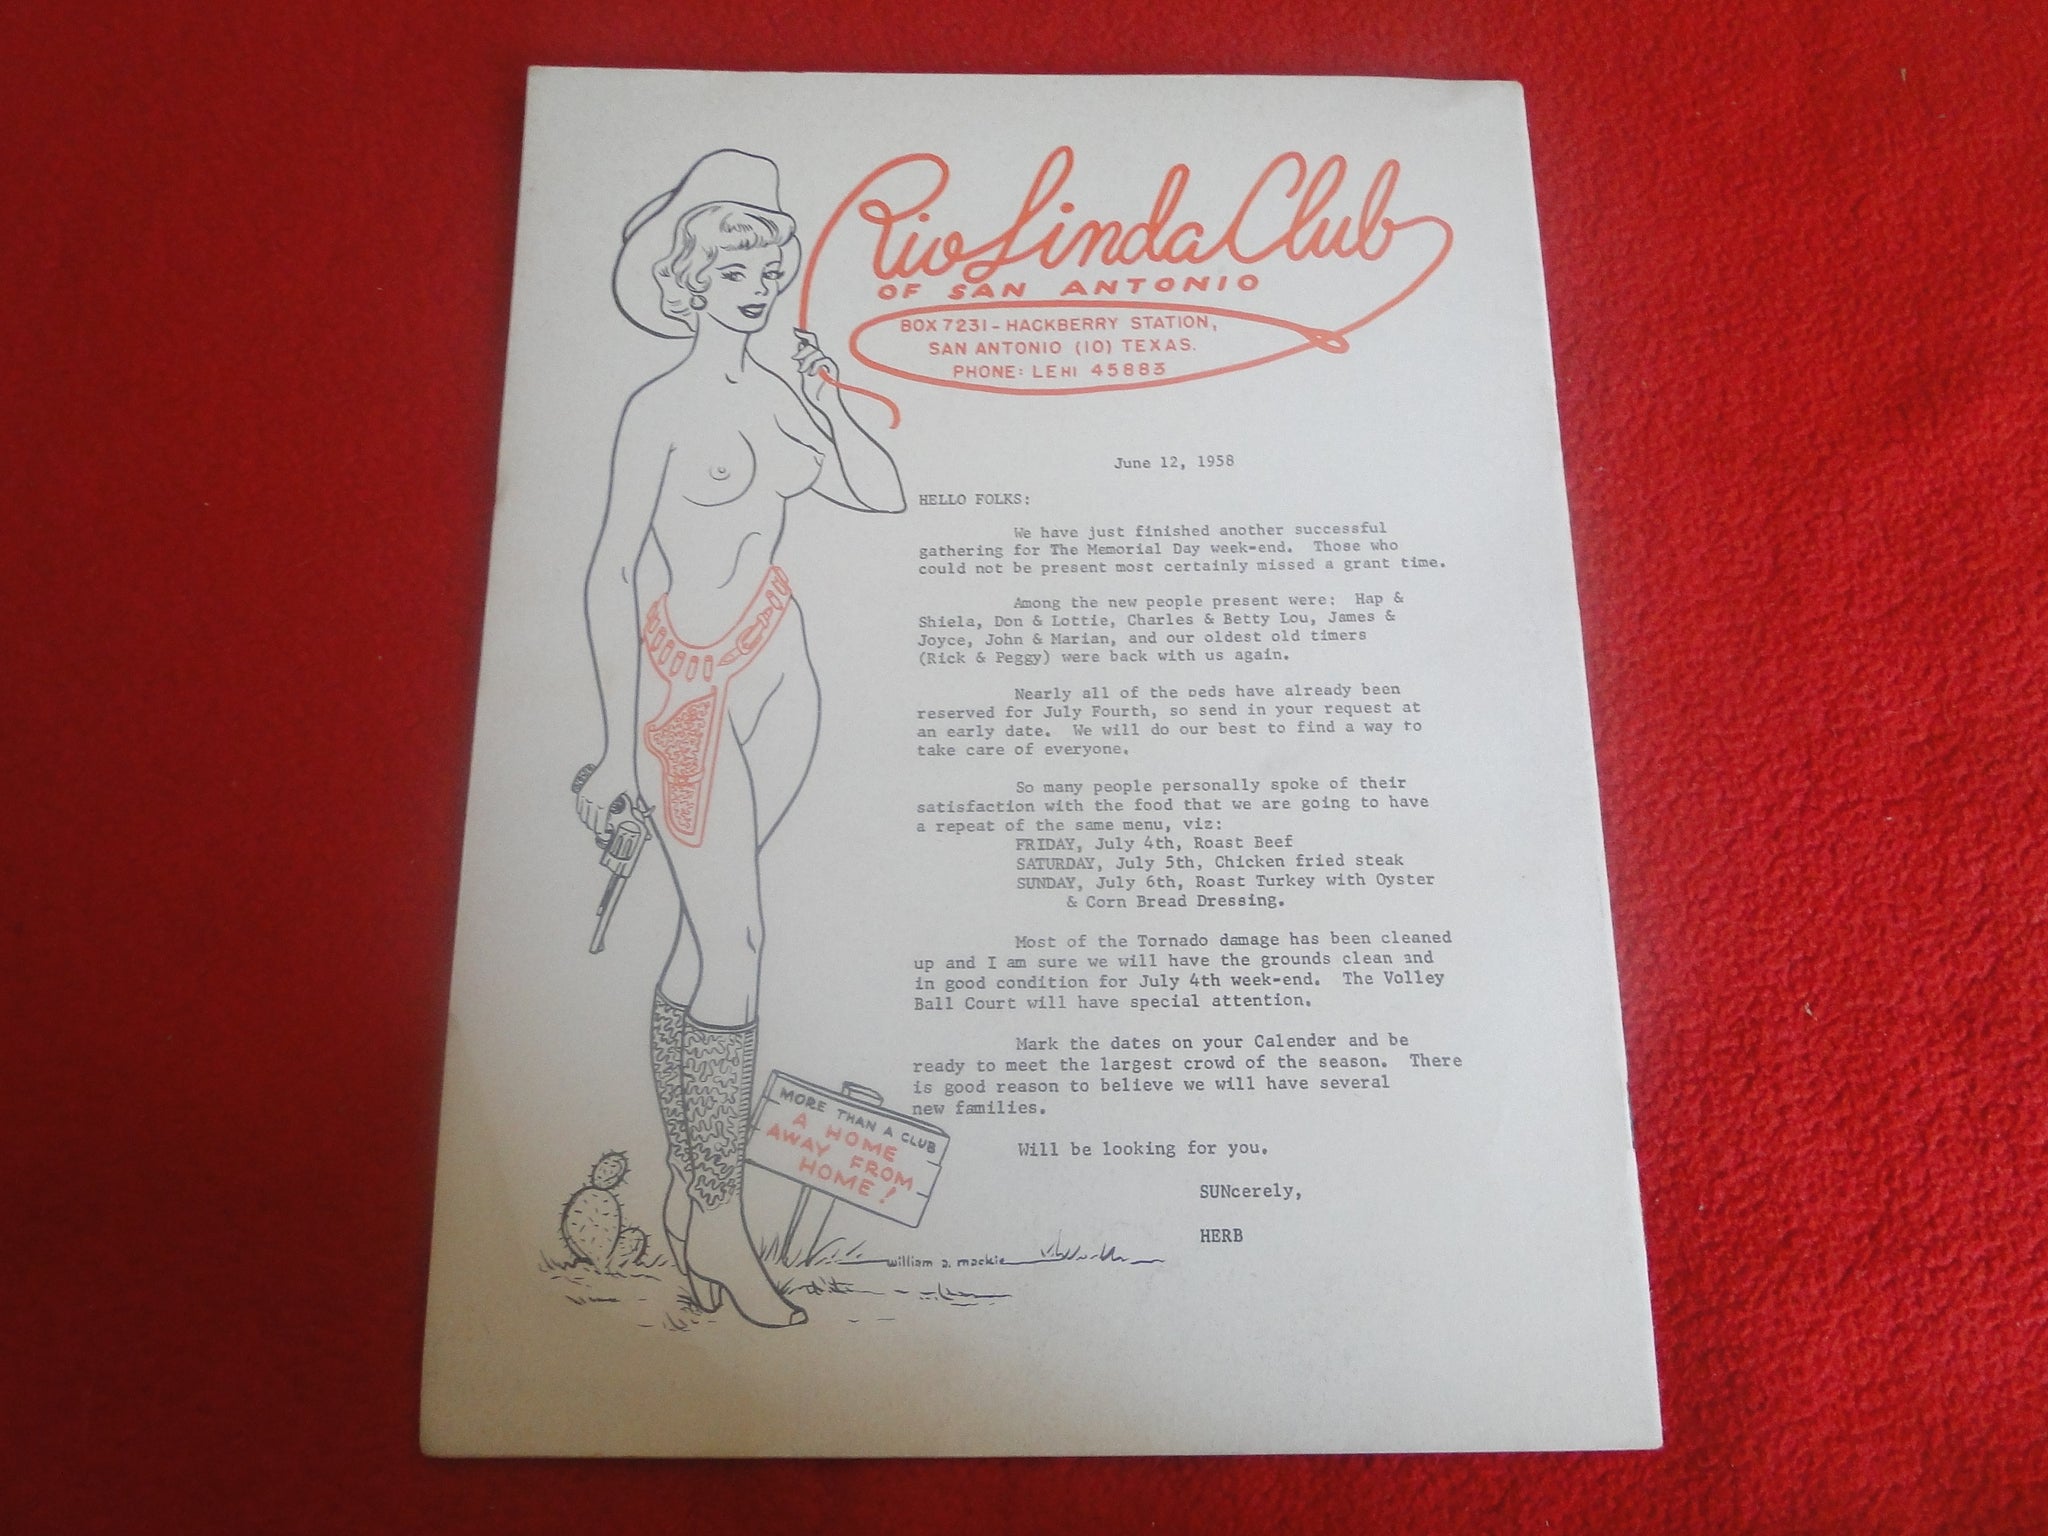 Rio Linda Club
OF SAN ANTONIO
BOX 7231 - HACKBERRY STATION,
SAN ANTONIO (10) TEXAS.
PHONE: LEHI 45883
June 12, 1958
HELLO FOLKS:
We have just finished another successful
gathering for The Memorial Day week-end. Those who
could not be present most certainly missed a grant time.
Among the new people present were: Hap &
Shiela, Don & Lottie, Charles & Betty Lou, James &
Joyce, John & Marian, and our oldest old timers
(Rick & Peggy) were back with us again.
Nearly all of the beds have already been
reserved for July Fourth, so send in your request at
an early date. We will do our best to find a way to
take care of everyone.
So many people personally spoke of their
satisfaction with the food that we are going to have
a repeat of the same menu, viz:
FRIDAY, July 4th, Roast Beef
SATURDAY, July 5th, Chicken fried steak
SUNDAY, July 6th, Roast Turkey with Oyster
& Corn Bread Dressing.
Most of the Tornado damage has been cleaned
up and I am sure we will have the grounds clean and
in good condition for July 4th week-end. The Volley
Ball Court will have special attention.
Mark the dates on your Calender and be
ready to meet the largest crowd of the season. There
is good reason to believe we will have several
new families.
Will be looking for you.
SUNcerely,
HERB
MORE THAN A CLUB
A HOME
AWAY FROM
HOME!
william a. mackie